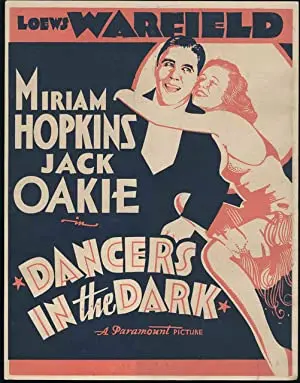 LOEWS WARFIELD
MIRIAM
HOPKINS
JACK
OAKIE
in
DANCERS
IN the DARK
A Paramount PICTURE